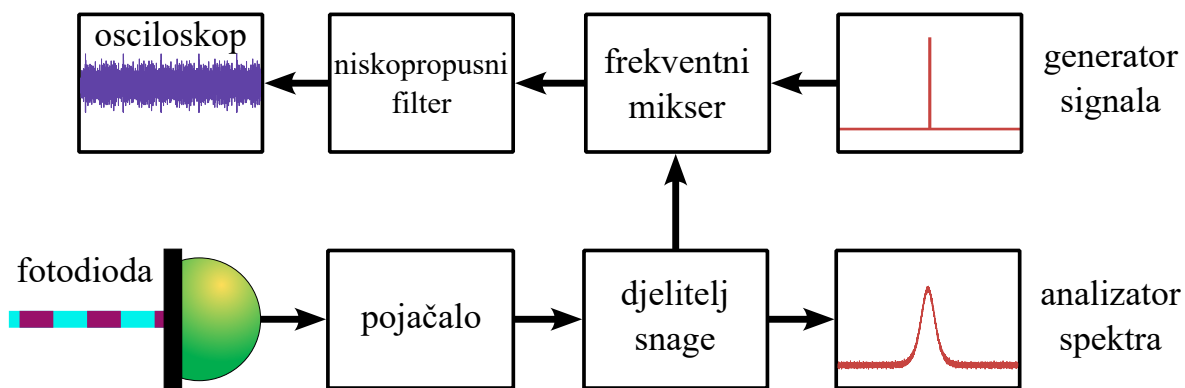 osciloskop
niskopropusni
filter
frekventni
mikser
generator
signala
fotodioda
pojačalo
djelitelj
snage
analizator
spektra